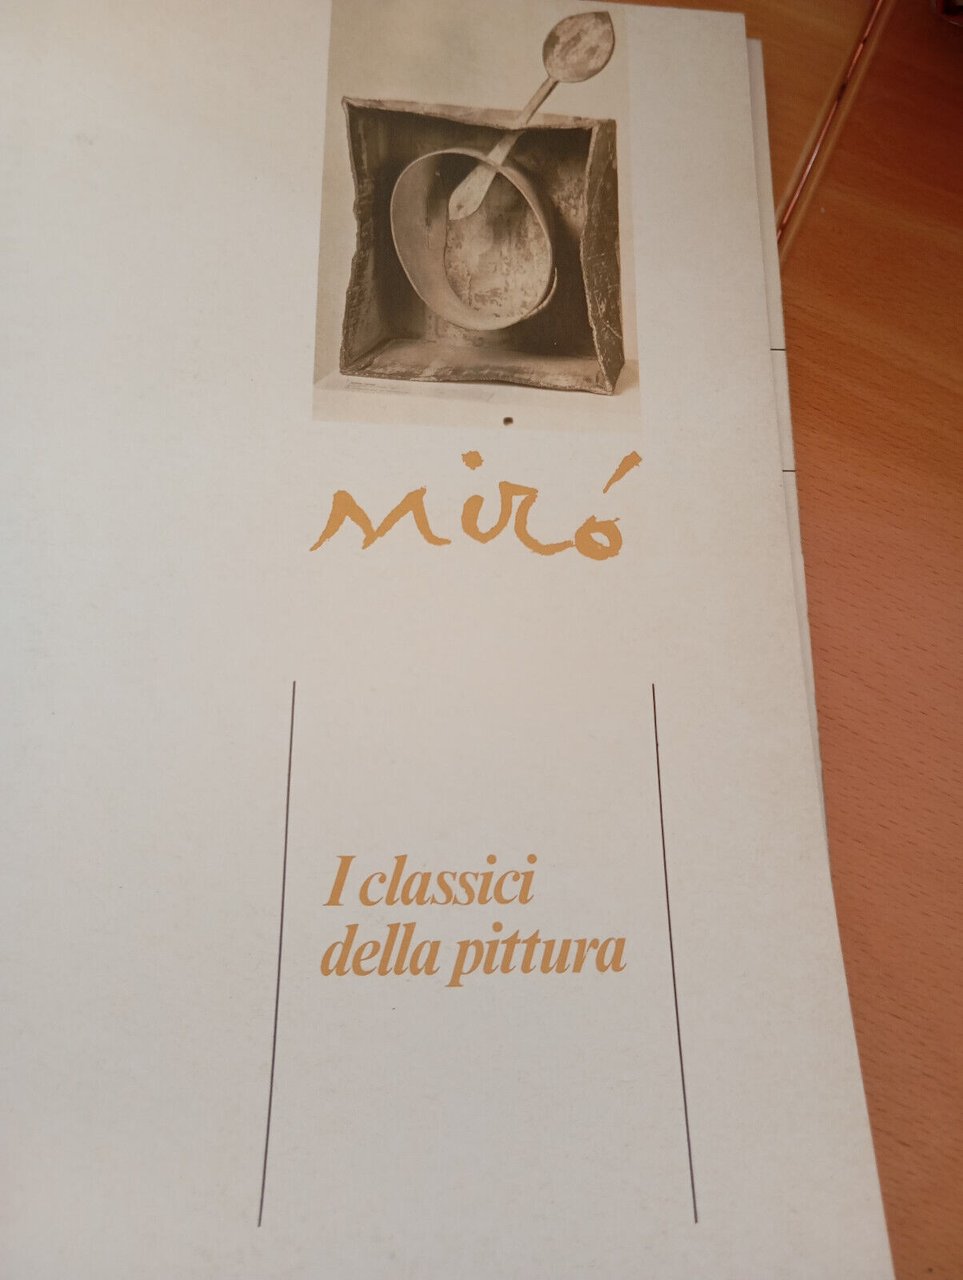 Miró
I classici
della pittura